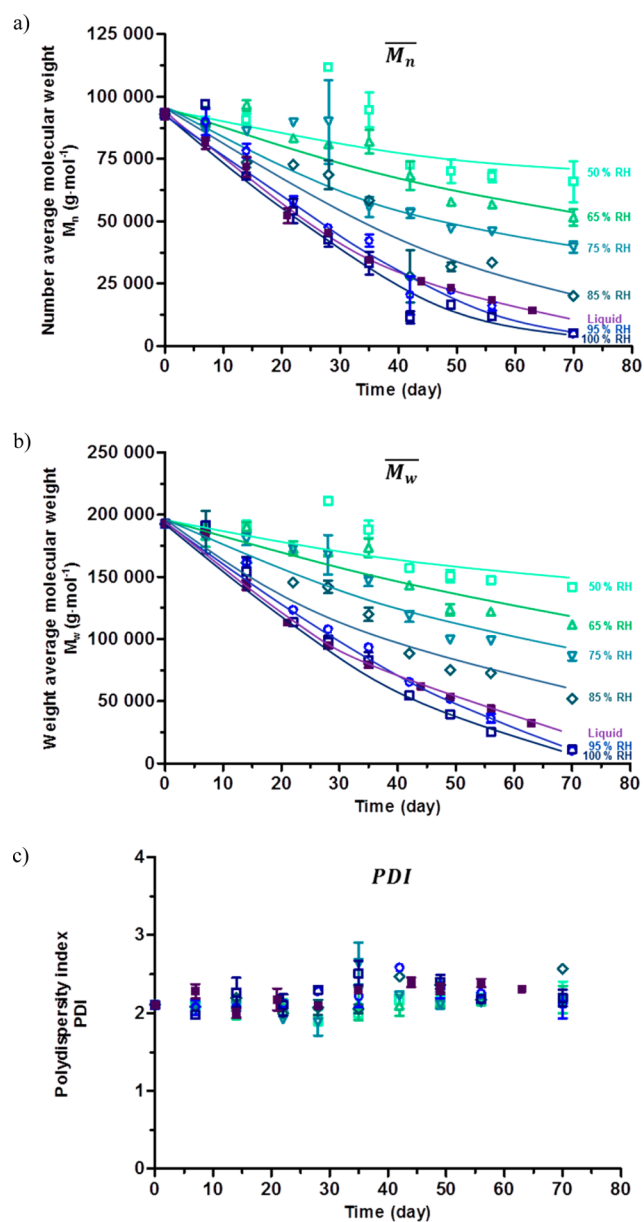 a)
M̅n̅
Number average molecular weight
Mn (g·mol-1)
125 000
100 000
75 000
50 000
25 000
0
50 % RH
65 % RH
75 % RH
85 % RH
Liquid
95 % RH
100 % RH
0 10 20 30 40 50 60 70 80
Time (day)
b)
M̅w̅
Weight average molecular weight
Mw (g·mol-1)
250 000
200 000
150 000
100 000
50 000
0
50 % RH
65 % RH
75 % RH
85 % RH
Liquid
95 % RH
100 % RH
0 10 20 30 40 50 60 70 80
Time (day)
c)
PDI
Polydispersity index
PDI
4
3
2
1
0
0 10 20 30 40 50 60 70 80
Time (day)